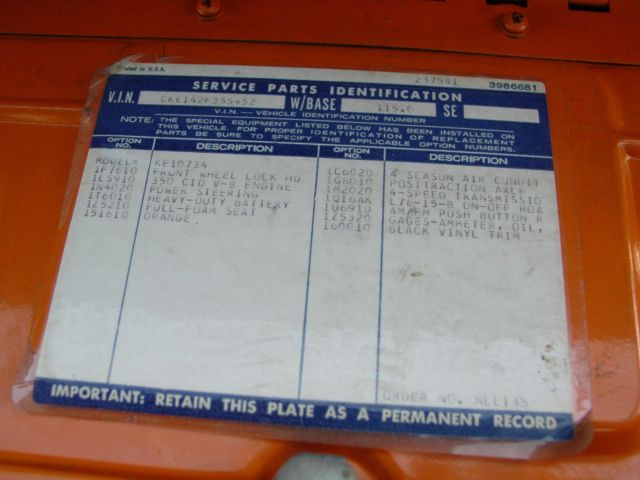 Printed in U.S.A.
237591 3986681
SERVICE PARTS IDENTIFICATION
V.I.N. CKE142F355452 W/BASE 115.0 SE
V.I.N. — VEHICLE IDENTIFICATION NUMBER
NOTE: THE SPECIAL EQUIPMENT LISTED BELOW HAS BEEN INSTALLED ON
THIS VEHICLE. FOR PROPER IDENTIFICATION OF REPLACEMENT
PARTS BE SURE TO SPECIFY THE APPLICABLE OPTION NUMBERS.
OPTION NO. DESCRIPTION OPTION NO. DESCRIPTION
MODEL= KE10734
1F7610 FRONT WHEEL LOCK HU
1LS910 350 CID V-8 ENGINE
1N4020 POWER STEERING
1T6010 HEAVY-DUTY BATTERY
1Z5210 FULL-FOAM SEAT
151610 ORANGE
1C6020 4 SEASON AIR CONDIT
1G8010 POSITRACTION AXLE
1M2020 4-SPEED TRANSMISSIO
1Q16AK L78-15-B ON-OFF ROA
1U6910 AM/FM PUSH BUTTON R
1Z5320 GAGES-AMMETER, OIL,
160010 BLACK VINYL TRIM
ORDER NO. NLL135
IMPORTANT: RETAIN THIS PLATE AS A PERMANENT RECORD